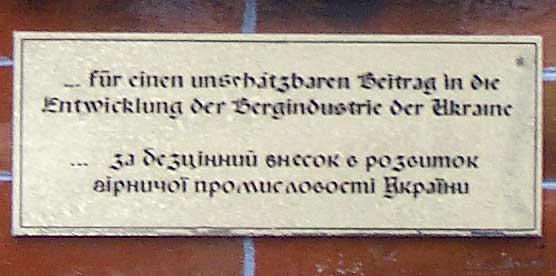 ... für einen unschätzbaren Beitrag in die
Entwicklung der Bergindustrie der Ukraine
... за безцінний внесок в розвиток
гірничої промисловості України